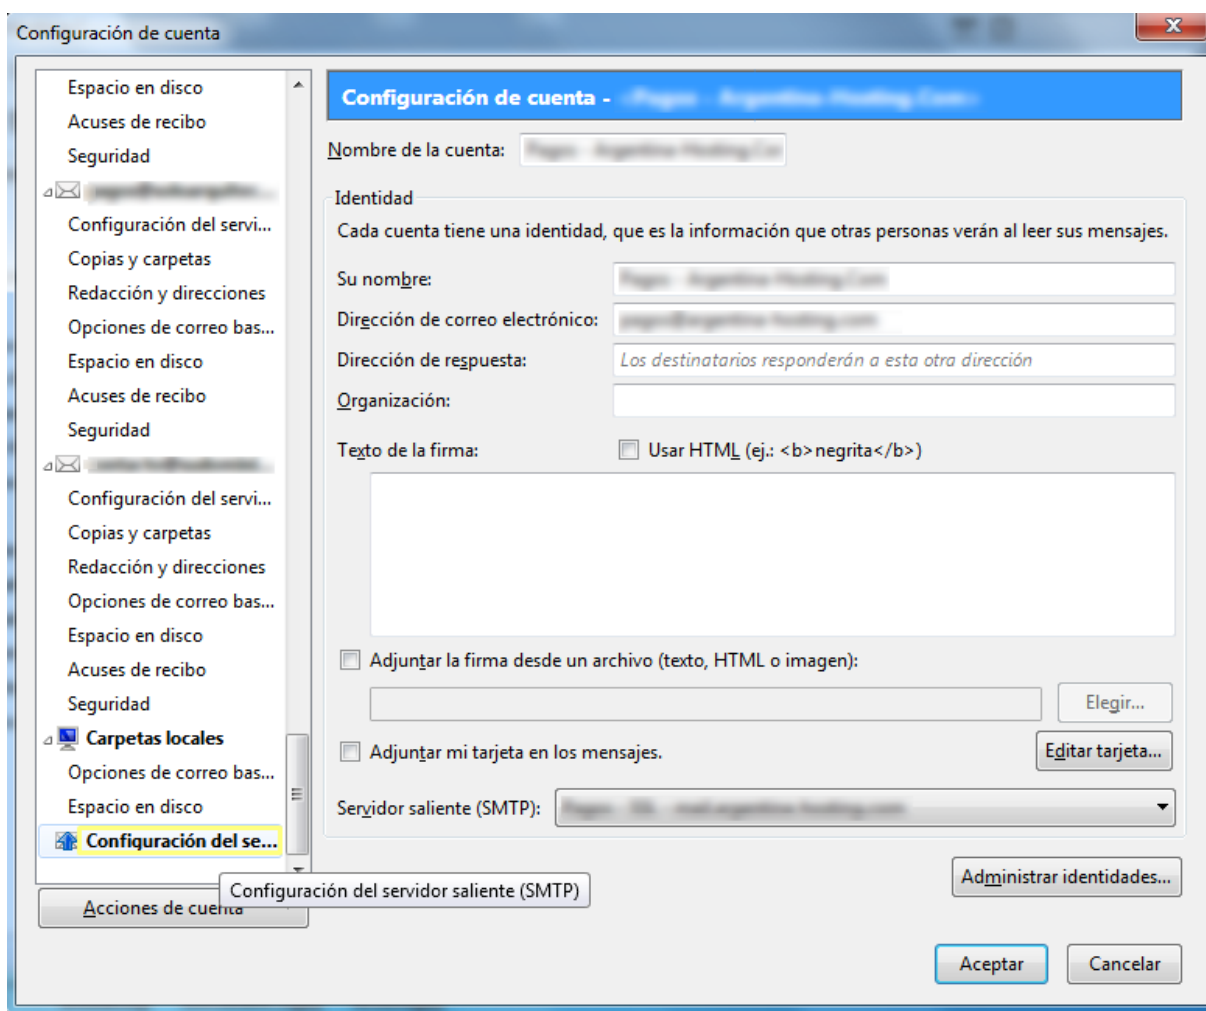 Configuración de cuenta
Espacio en disco
Acuses de recibo
Seguridad
Configuración del servi...
Copias y carpetas
Redacción y direcciones
Opciones de correo bas...
Espacio en disco
Acuses de recibo
Seguridad
Configuración del servi...
Copias y carpetas
Redacción y direcciones
Opciones de correo bas...
Espacio en disco
Acuses de recibo
Seguridad
Carpetas locales
Opciones de correo bas...
Espacio en disco
Configuración del se...
Configuración del servidor saliente (SMTP)
Acciones de cuenta
Configuración de cuenta -
Nombre de la cuenta:
Identidad
Cada cuenta tiene una identidad, que es la información que otras personas verán al leer sus mensajes.
Su nombre:
Dirección de correo electrónico:
Dirección de respuesta: Los destinatarios responderán a esta otra dirección
Organización:
Texto de la firma: Usar HTML (ej.: <b>negrita</b>)
Adjuntar la firma desde un archivo (texto, HTML o imagen):
Elegir...
Adjuntar mi tarjeta en los mensajes. Editar tarjeta...
Servidor saliente (SMTP):
Administrar identidades...
Aceptar Cancelar